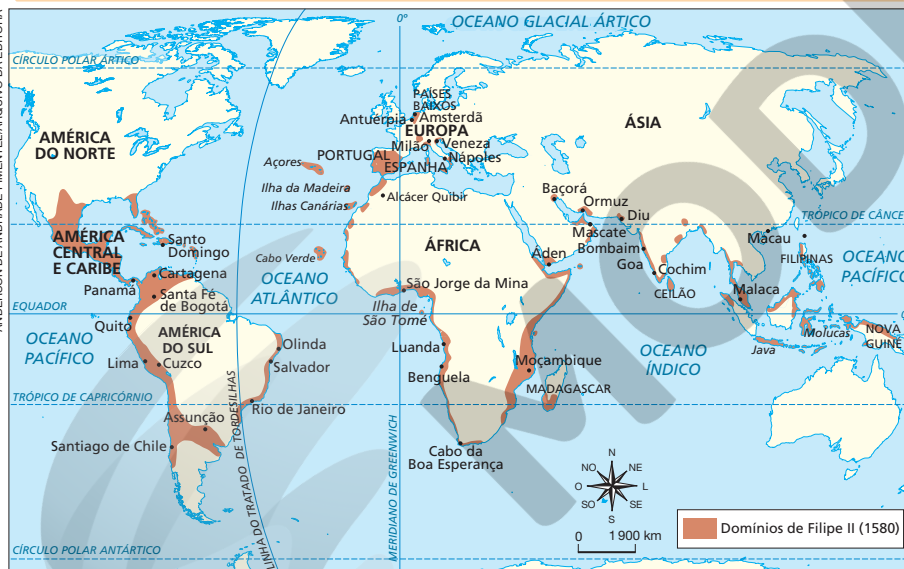 OCEANO GLACIAL ÁRTICO
0°
CÍRCULO POLAR ÁRTICO
AMÉRICA
DO NORTE
PAÍSES
BAIXOS
Antuérpia
Amsterdã
EUROPA
Milão
Veneza
Nápoles
PORTUGAL
ESPANHA
ÁSIA
Açores
Ilha da Madeira
Ilhas Canárias
Alcácer Quibir
Baçorá
Ormuz
Diu
TRÓPICO DE CÂNCE
Mascate
Bombaim
Goa
Macau
AMÉRICA
CENTRAL
E CARIBE
Santo
Domingo
ÁFRICA
Áden
Cabo Verde
FILIPINAS
OCEANO
PACÍFICO
Cochim
CEILÃO
Malaca
Cartagena
Panamá
Santa Fé
de Bogotá
OCEANO
ATLÂNTICO
São Jorge da Mina
Ilha de
São Tomé
EQUADOR
Quito
OCEANO
PACÍFICO
AMÉRICA
DO SUL
Lima
Cuzco
Olinda
Salvador
Luanda
Benguela
Moçambique
MADAGASCAR
OCEANO
ÍNDICO
Java
Molucas
NOVA
GUINÉ
TRÓPICO DE CAPRICÓRNIO
Assunção
Rio de Janeiro
Santiago de Chile
LINHA DO TRATADO DE TORDESILHAS
MERIDIANO DE GREENWICH
Cabo da
Boa Esperança
N
NO
NE
O
L
SO
SE
S
0
1 900 km
Domínios de Filipe II (1580)
CÍRCULO POLAR ANTÁRTICO